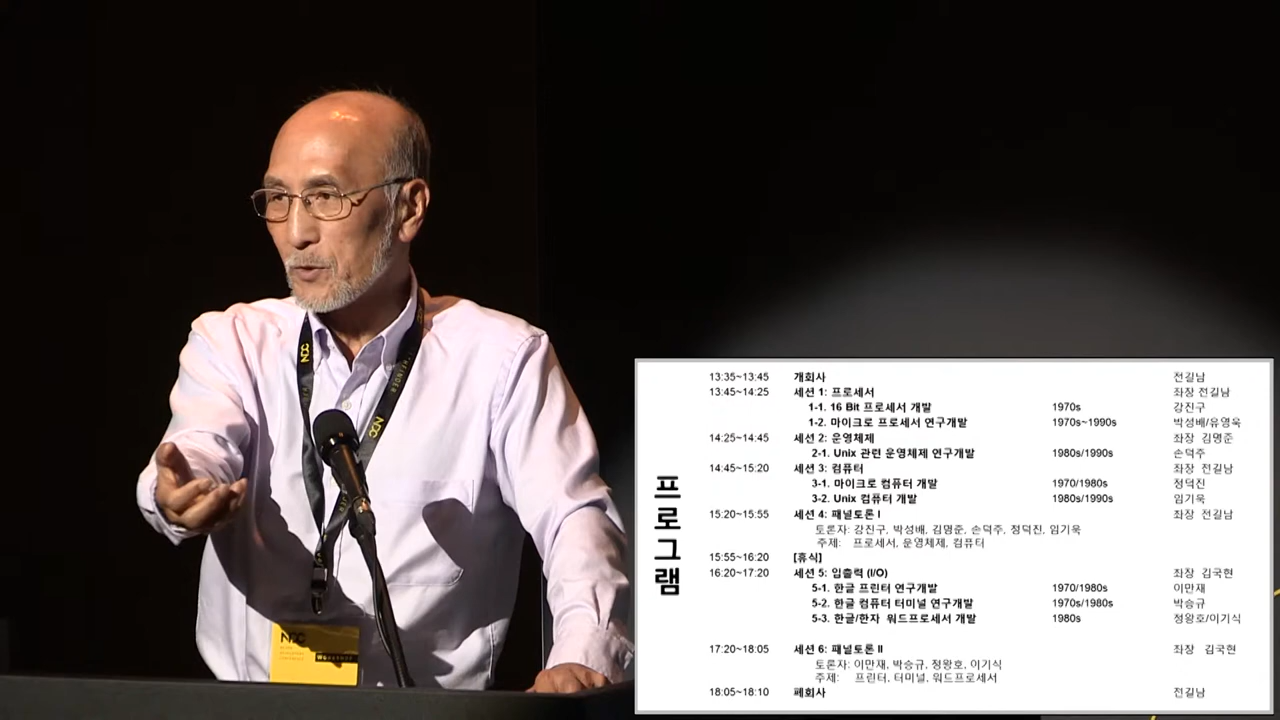 NDC
NDC
NDC
프로그램
13:35~13:45 개회사 전길남
13:45~14:25 세션 1: 프로세서 좌장 전길남
1-1. 16 Bit 프로세서 개발 1970s 강진구
1-2. 마이크로 프로세서 연구개발 1970s~1990s 박성배/유영욱
14:25~14:45 세션 2: 운영체제 좌장 김명준
2-1. Unix 관련 운영체제 연구개발 1980s/1990s 손덕주
14:45~15:20 세션 3: 컴퓨터 좌장 전길남
3-1. 마이크로 컴퓨터 개발 1970/1980s 정덕진
3-2. Unix 컴퓨터 개발 1980s/1990s 임기욱
15:20~15:55 세션 4: 패널토론 I 좌장 전길남
토론자: 강진구, 박성배, 김명준, 손덕주, 정덕진, 임기욱
주제: 프로세서, 운영체제, 컴퓨터
15:55~16:20 [휴식]
16:20~17:20 세션 5: 입출력 (I/O) 좌장 김국현
5-1. 한글 프린터 연구개발 1970/1980s 이만재
5-2. 한글 컴퓨터 터미널 연구개발 1970s/1980s 박승규
5-3. 한글/한자 워드프로세서 개발 1980s 정왕호/이기식
17:20~18:05 세션 6: 패널토론 II 좌장 김국현
토론자: 이만재, 박승규, 정왕호, 이기식
주제: 프린터, 터미널, 워드프로세서
18:05~18:10 폐회사 전길남